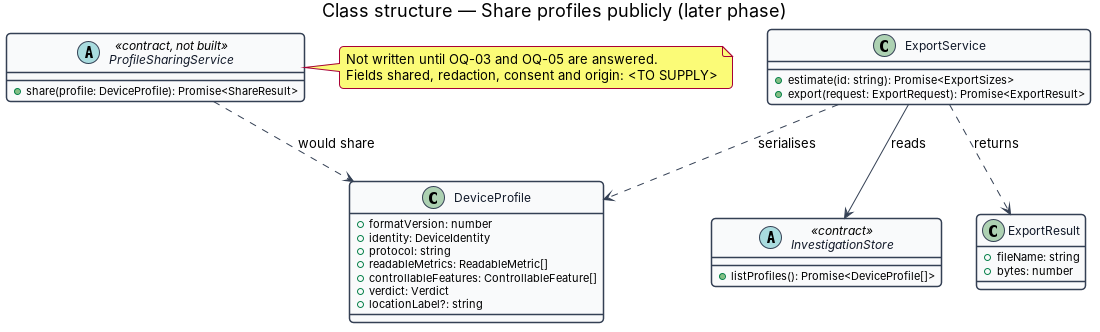 Class structure — Share profiles publicly (later phase)
A
«contract, not built»
ProfileSharingService
share(profile: DeviceProfile): Promise<ShareResult>
Not written until OQ-03 and OQ-05 are answered.
Fields shared, redaction, consent and origin: <TO SUPPLY>
C
ExportService
estimate(id: string): Promise<ExportSizes>
export(request: ExportRequest): Promise<ExportResult>
would share
serialises
reads
returns
C
DeviceProfile
formatVersion: number
identity: DeviceIdentity
protocol: string
readableMetrics: ReadableMetric[]
controllableFeatures: ControllableFeature[]
verdict: Verdict
locationLabel?: string
A
«contract»
InvestigationStore
listProfiles(): Promise<DeviceProfile[]>
C
ExportResult
fileName: string
bytes: number